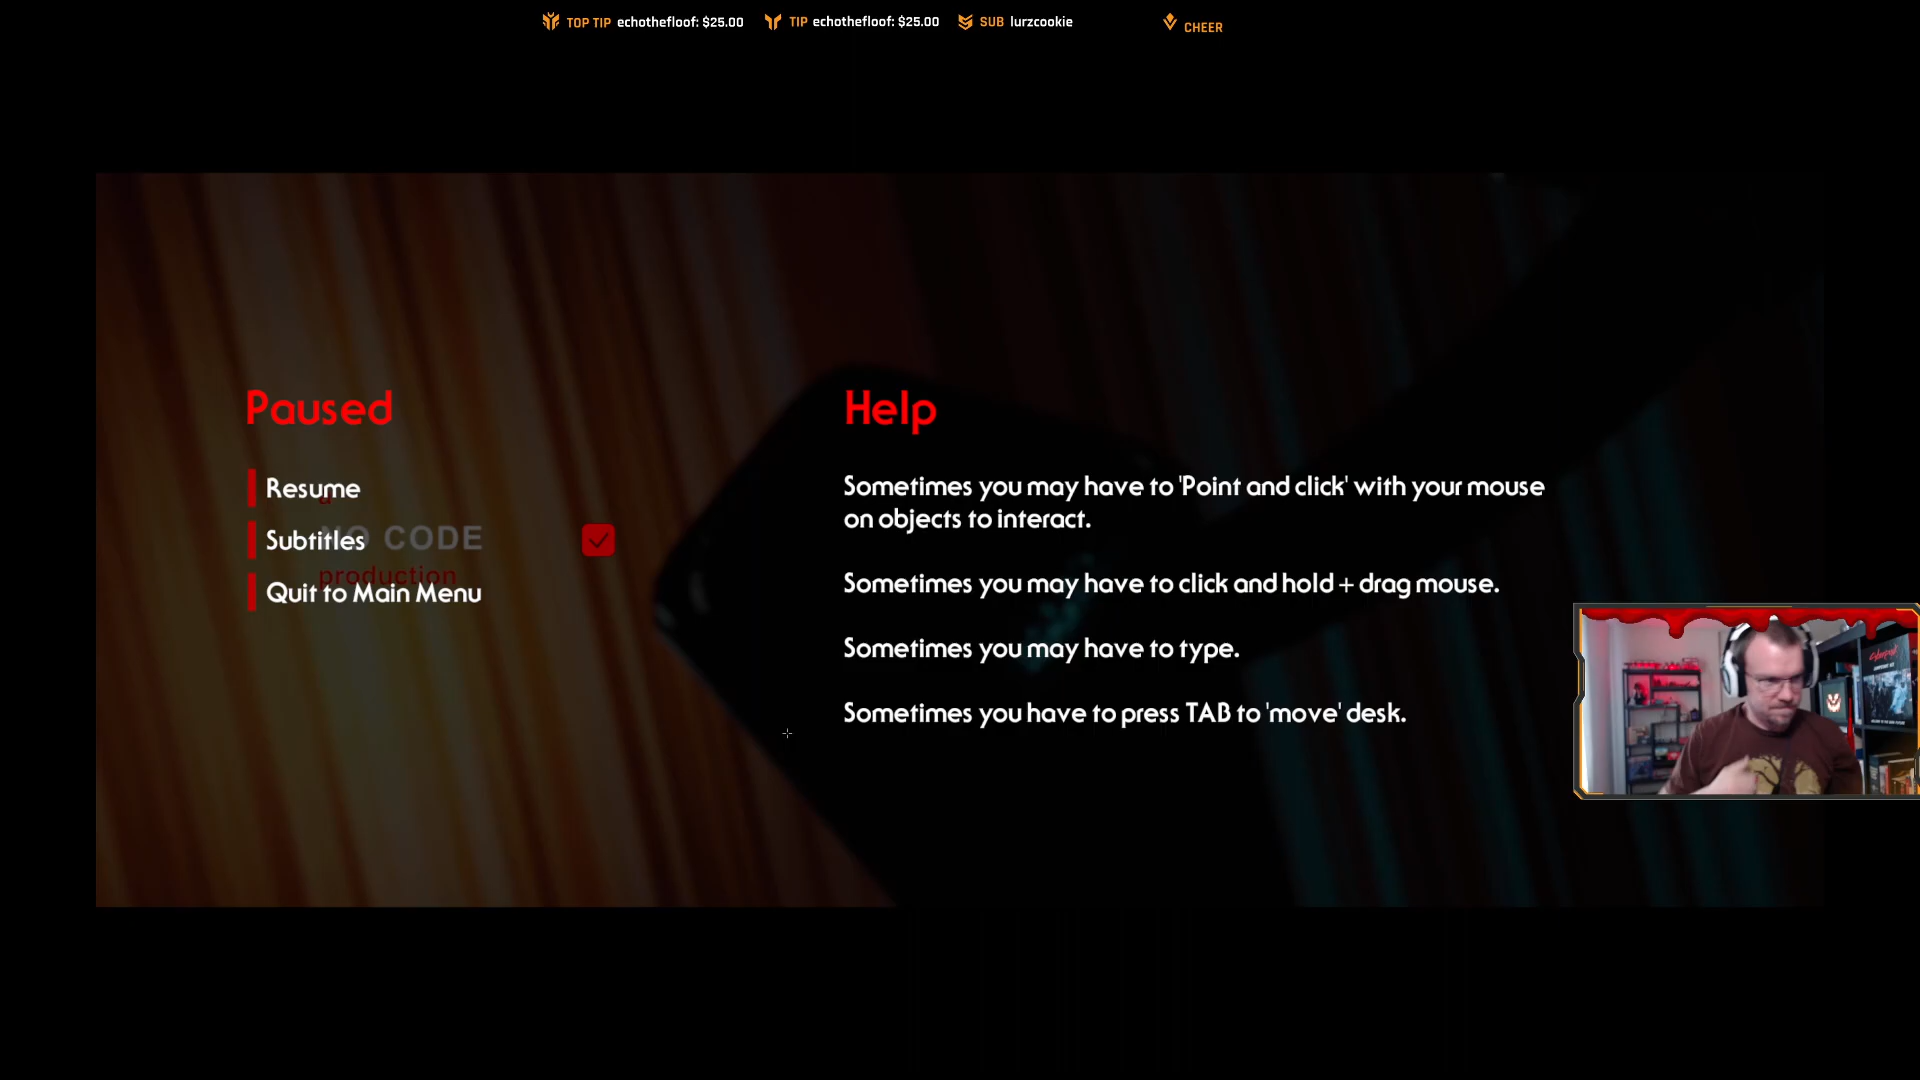 TOP TIP echothefloof: $25.00 TIP echothefloof: $25.00 SUB lurzcookie CHEER
Paused
Resume
Subtitles
NO CODE
production
Quit to Main Menu
Help
Sometimes you may have to 'Point and click' with your mouse
on objects to interact.
Sometimes you may have to click and hold + drag mouse.
Sometimes you may have to type.
Sometimes you have to press TAB to 'move' desk.